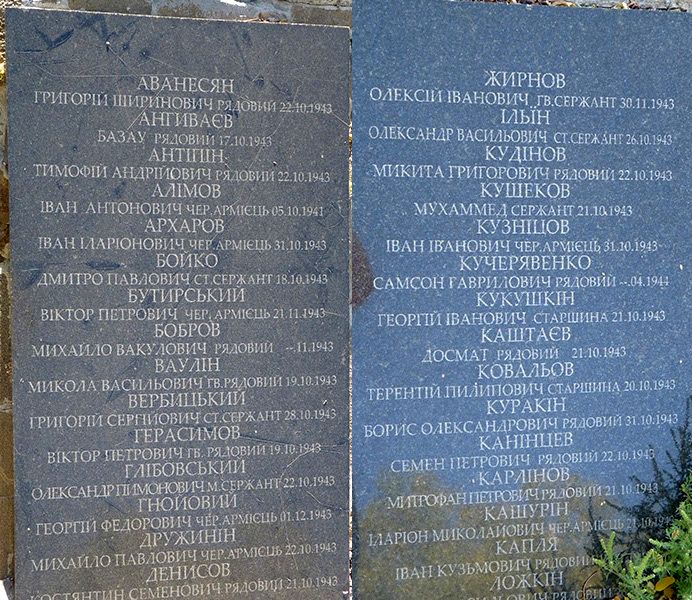 АВАНЕСЯН
ГРИГОРІЙ ШИРИНОВИЧ РЯДОВИЙ 22.10.1943
АНГИВАЄВ
БАЗАУ РЯДОВИЙ 17.10.1943
АНТІПІН
ТИМОФІЙ АНДРІЙОВИЧ РЯДОВИЙ 22.10.1943
АЛІМОВ
ІВАН АНТОНОВИЧ ЧЕР.АРМІЄЦЬ 05.10.1941
АРХАРОВ
ІВАН ІЛАРІОНОВИЧ ЧЕР.АРМІЄЦЬ 31.10.1943
БОЙКО
ДМИТРО ПАВЛОВИЧ СТ.СЕРЖАНТ 18.10.1943
БУТИРСЬКИЙ
ВІКТОР ПЕТРОВИЧ ЧЕР.АРМІЄЦЬ 21.11.1943
БОБРОВ
МИХАЙЛО ВАКУЛОВИЧ РЯДОВИЙ --.11.1943
ВАУЛІН
МИКОЛА ВАСИЛЬОВИЧ ГВ.РЯДОВИЙ 19.10.1943
ВЕРБИЦЬКИЙ
ГРИГОРІЙ СЕРГІЙОВИЧ СТ.СЕРЖАНТ 28.10.1943
ГЕРАСИМОВ
ВІКТОР ПЕТРОВИЧ ГВ. РЯДОВИЙ 19.10.1943
ГЛІБОВСЬКИЙ
ОЛЕКСАНДР ПИМОНОВИЧ М.СЕРЖАНТ 22.10.1943
ГНОЙОВИЙ
ГЕОРГІЙ ФЕДОРОВИЧ ЧЕР.АРМІЄЦЬ 01.12.1943
ДРУЖИНІН
МИХАЙЛО ПАВЛОВИЧ ЧЕР.АРМІЄЦЬ 22.10.1943
ДЕНИСОВ
КОСТЯНТИН СЕМЕНОВИЧ РЯДОВИЙ 21.10.1943
ЖИРНОВ
ОЛЕКСІЙ ІВАНОВИЧ ГВ.СЕРЖАНТ 30.11.1943
ІЛЬЇН
ОЛЕКСАНДР ВАСИЛЬОВИЧ СТ.СЕРЖАНТ 26.10.1943
КУДІНОВ
МИКИТА ГРИГОРОВИЧ РЯДОВИЙ 22.10.1943
КУШЕКОВ
МУХАММЕД СЕРЖАНТ 21.10.1943
КУЗНІЦОВ
ІВАН ІВАНОВИЧ ЧЕР.АРМІЄЦЬ 31.10.1943
КУЧЕРЯВЕНКО
САМСОН ГАВРИЛОВИЧ РЯДОВИЙ --.04.1944
КУКУШКІН
ГЕОРГІЙ ІВАНОВИЧ СТАРШИНА 21.10.1943
КАШТАЄВ
ДОСМАТ РЯДОВИЙ 21.10.1943
КОВАЛЬОВ
ТЕРЕНТІЙ ПИЛИПОВИЧ СТАРШИНА 20.10.1943
КУРАКІН
БОРИС ОЛЕКСАНДРОВИЧ РЯДОВИЙ 31.10.1943
КАНІНЦЕВ
СЕМЕН ПЕТРОВИЧ РЯДОВИЙ 22.10.1943
КАРЛІНОВ
МИТРОФАН ПЕТРОВИЧ РЯДОВИЙ 21.10.1943
КАШУРІН
ІЛАРІОН МИКОЛАЙОВИЧ ЧЕР.АРМІЄЦЬ 21.10.1943
КАПЛЯ
ІВАН КУЗЬМОВИЧ РЯДОВИЙ
ЛОЖКІН
РЯДОВИЙ